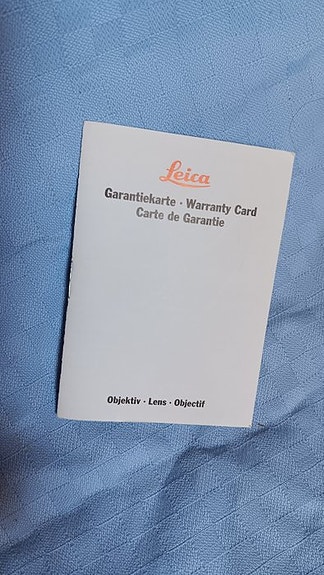 Leica
Garantiekarte · Warranty Card
Carte de Garantie
Objektiv · Lens · Objectif